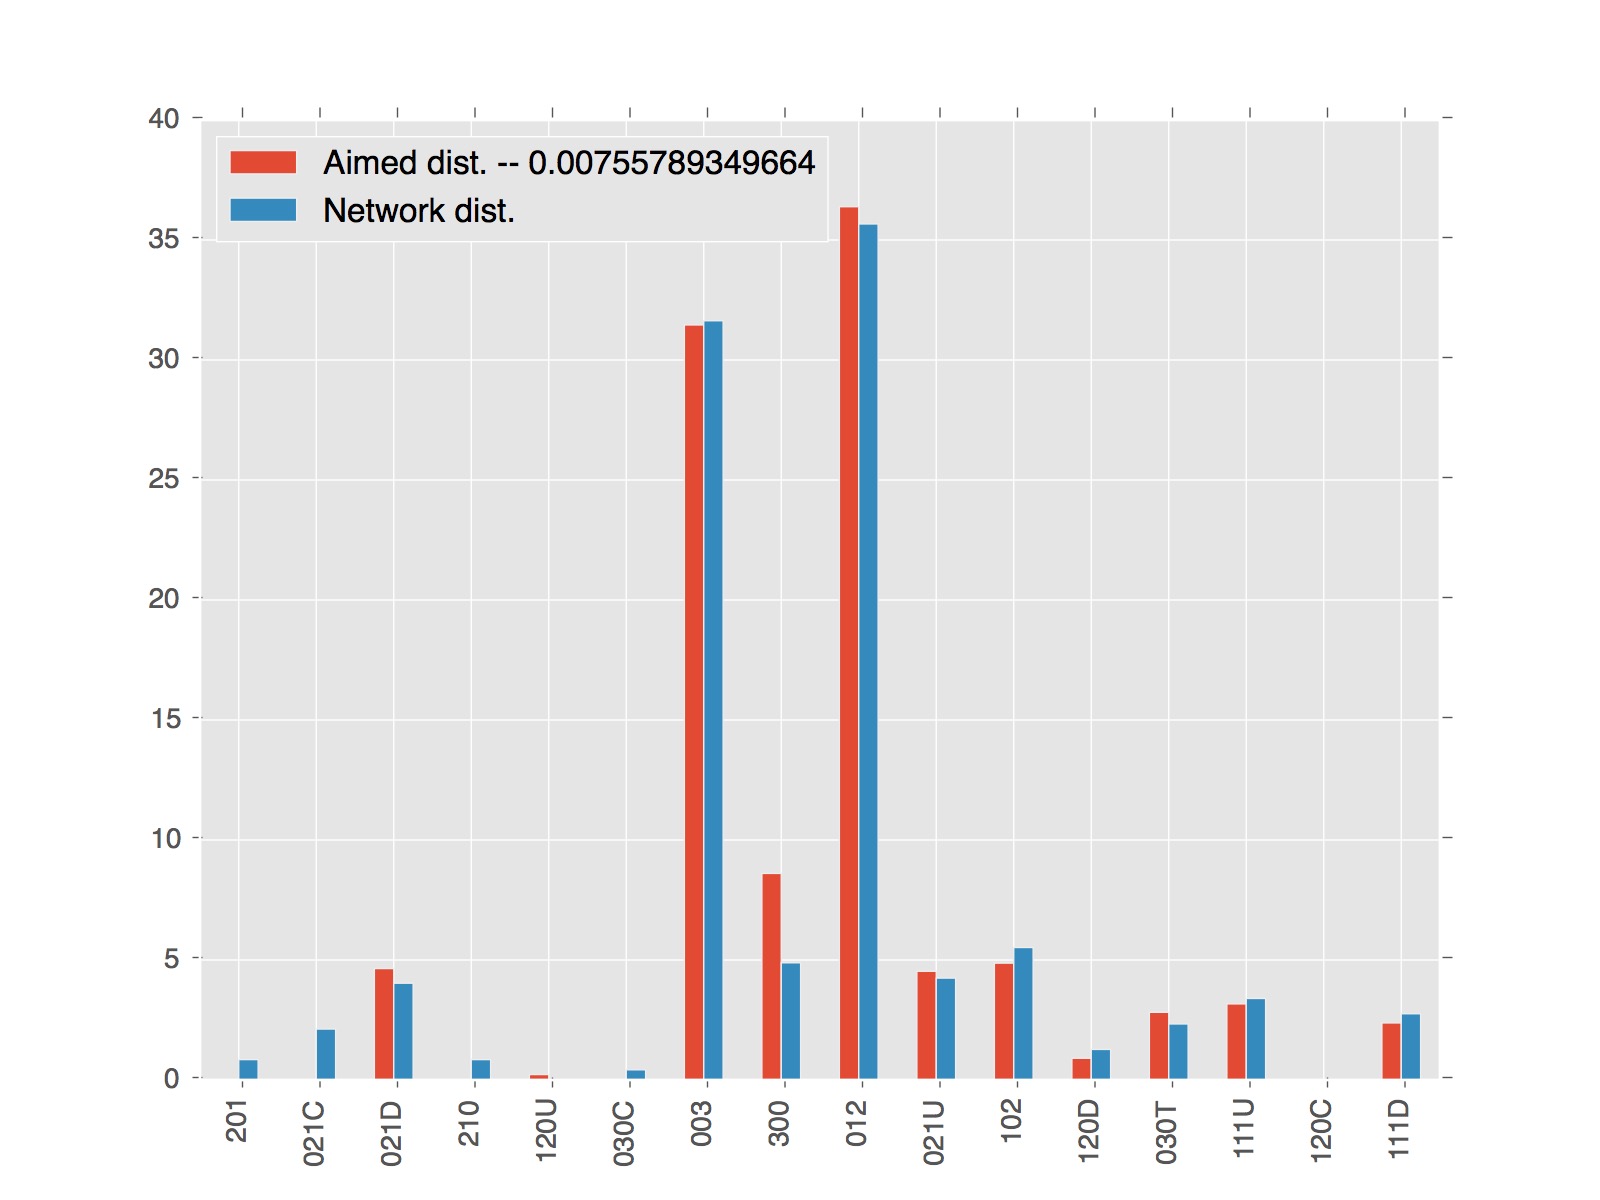 40
35
30
25
20
15
10
5
0
Aimed dist. -- 0.00755789349664
Network dist.
201
021C
021D
210
120U
030C
003
300
012
021U
102
120D
030T
111U
120C
111D